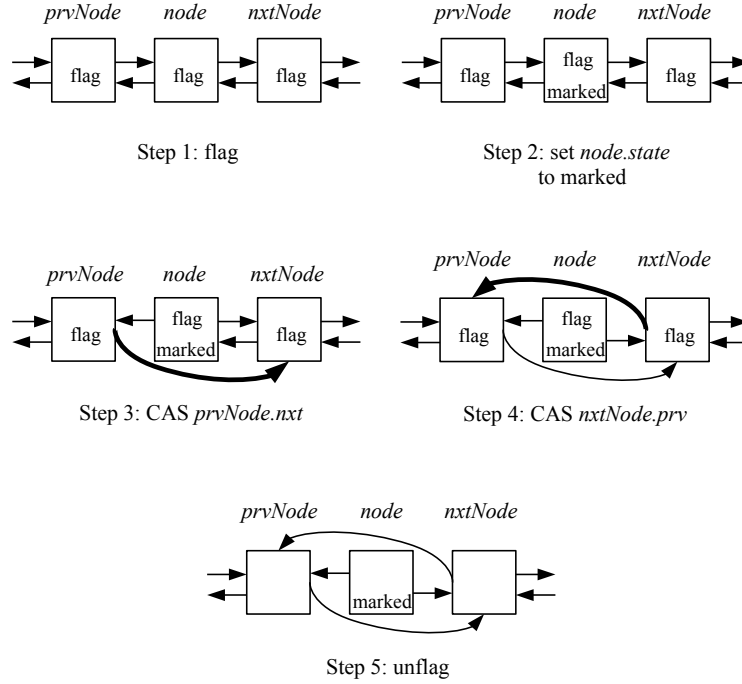 prvNode node nxtNode
flag flag flag
Step 1: flag
prvNode node nxtNode
flag flag flag
marked
Step 2: set node.state
to marked
prvNode node nxtNode
flag flag flag
marked
Step 3: CAS prvNode.nxt
prvNode node nxtNode
flag flag flag
marked
Step 4: CAS nxtNode.prv
prvNode node nxtNode
marked
Step 5: unflag